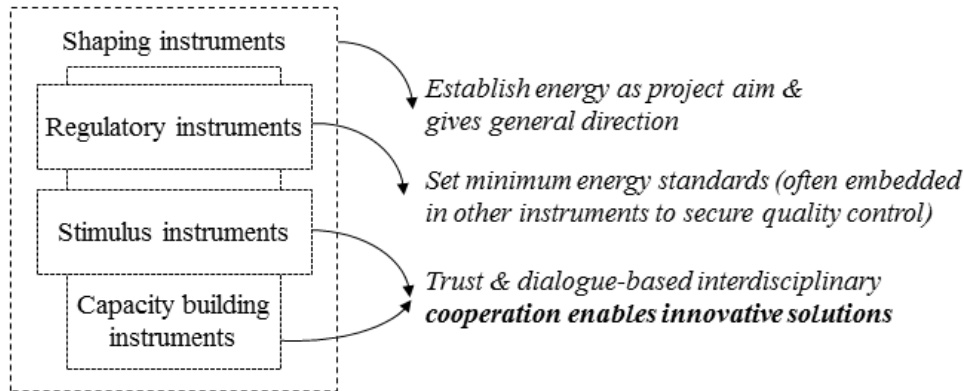 Shaping instruments
Regulatory instruments
Stimulus instruments
Capacity building
instruments
Establish energy as project aim &
gives general direction
Set minimum energy standards (often embedded
in other instruments to secure quality control)
Trust & dialogue-based interdisciplinary
cooperation enables innovative solutions